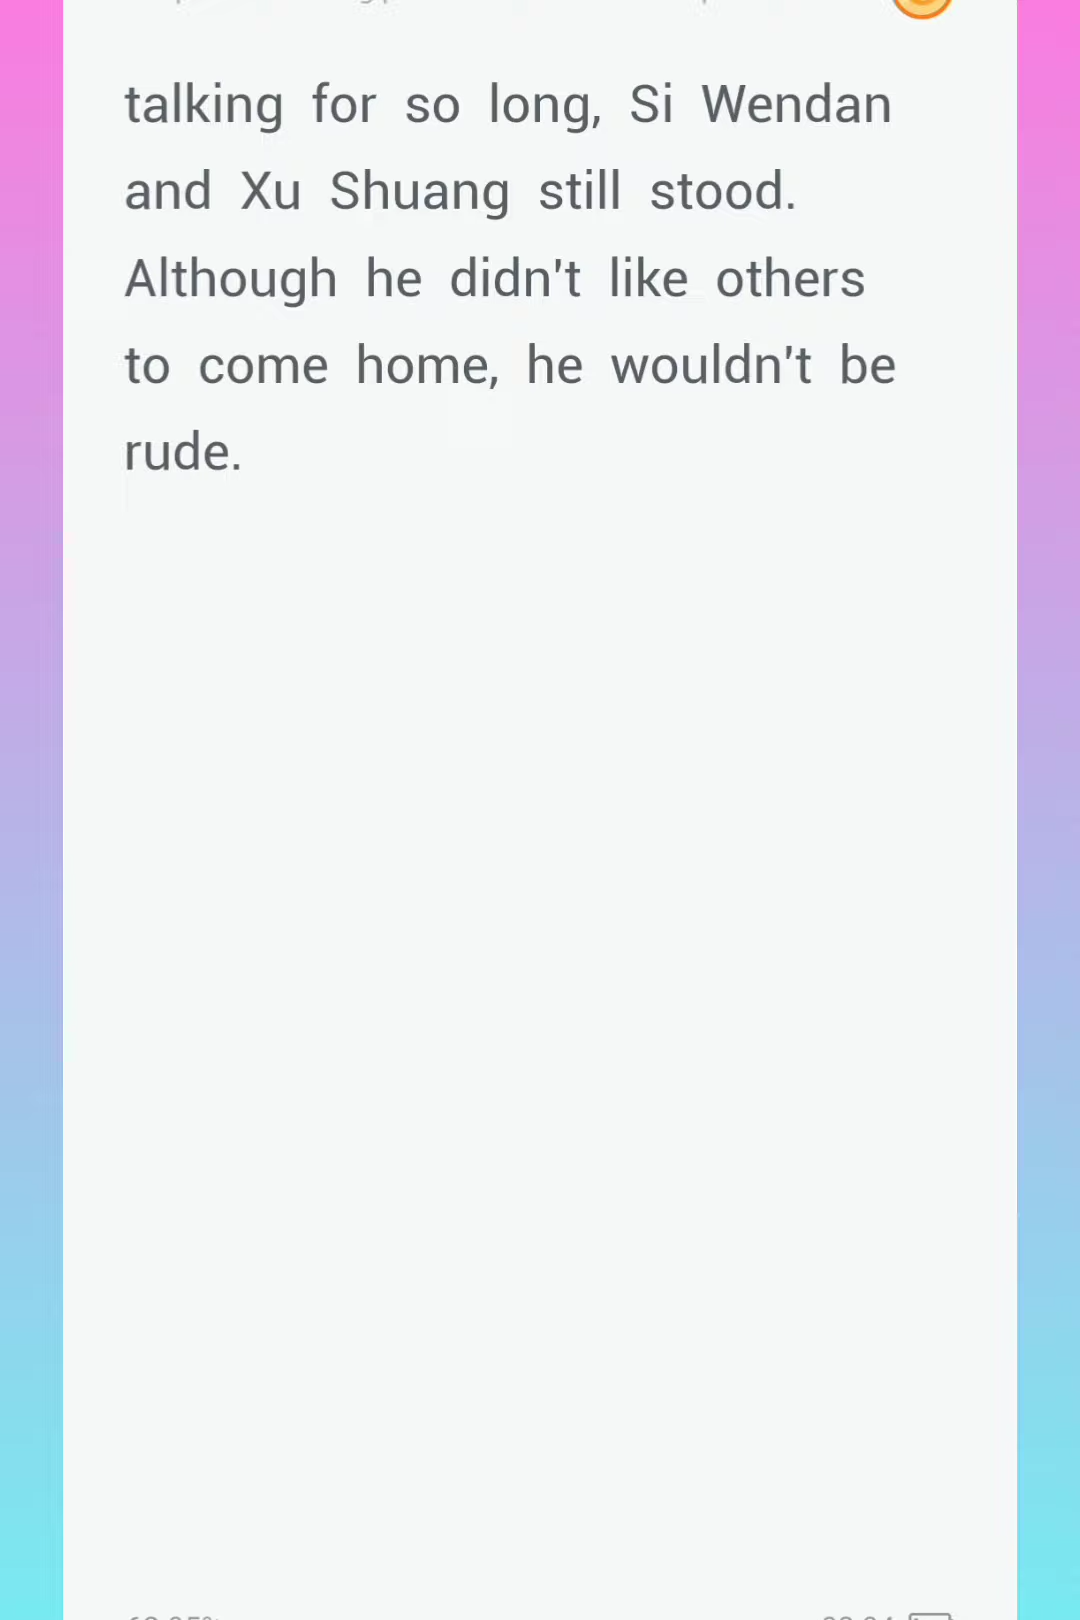 talking for so long, Si Wendan
and Xu Shuang still stood.
Although he didn't like others
to come home, he wouldn't be
rude.